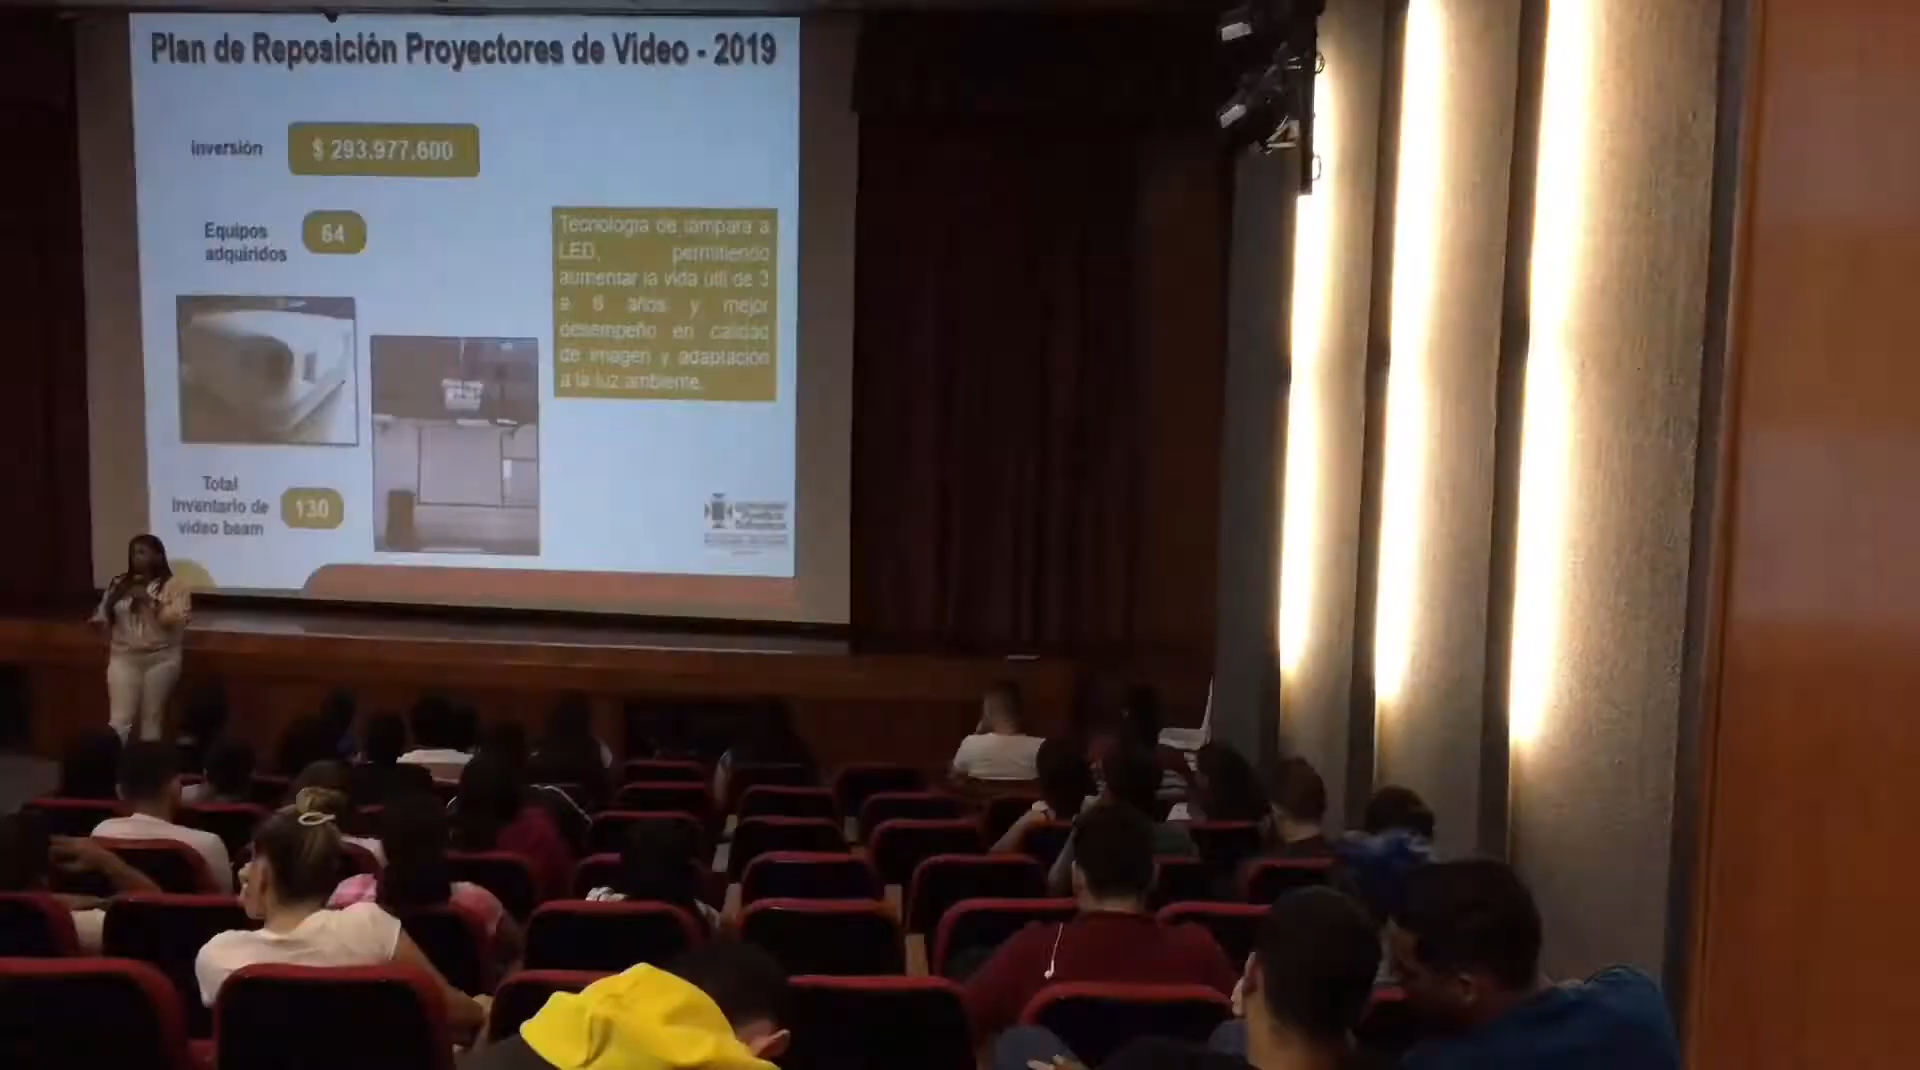 Plan de Reposición Proyectores de Video - 2019
Inversión
$ 293.977.600
Equipos
adquiridos
64
Tecnología de lámpara a
LED, permitiendo
aumentar la vida útil de 3
a 6 años y mejor
desempeño en calidad
de imagen y adaptación
a la luz ambiente.
Total
Inventario de
video beam
130